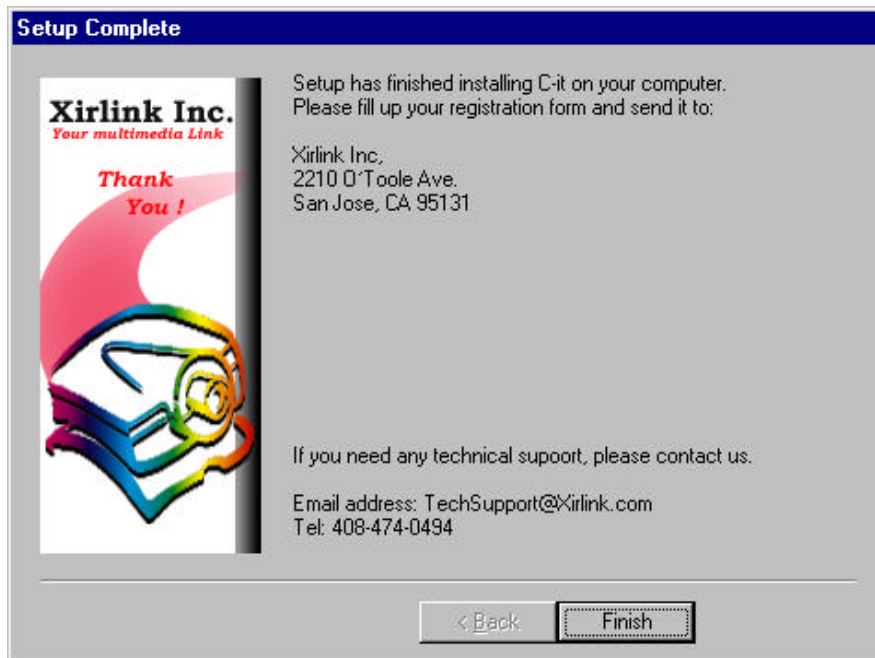 Setup Complete
Xirlink Inc.
Your multimedia Link
Thank
You !
Setup has finished installing C-it on your computer.
Please fill up your registration form and send it to:
Xirlink Inc,
2210 O'Toole Ave.
San Jose, CA 95131
If you need any technical supoort, please contact us.
Email address: TechSupport@Xirlink.com
Tel: 408-474-0494
< Back
Finish